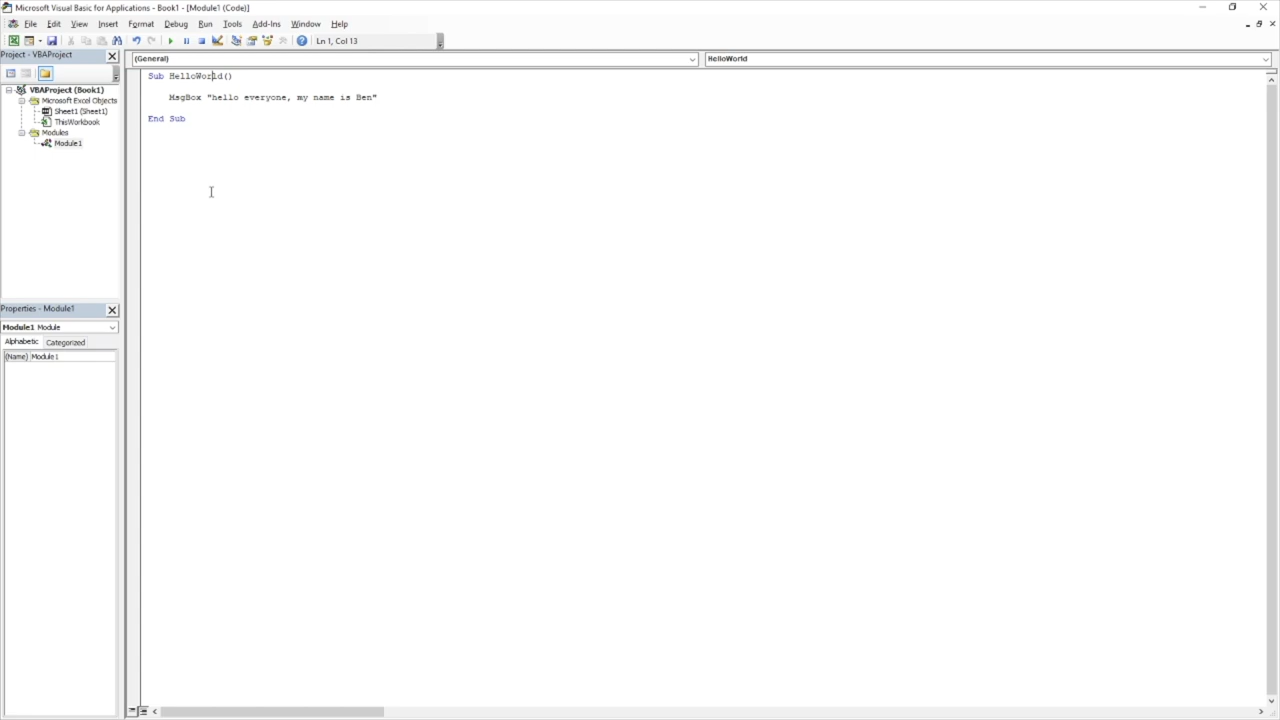 Microsoft Visual Basic for Applications - Book1 - [Module1 (Code)]
File Edit View Insert Format Debug Run Tools Add-Ins Window Help
Ln 1, Col 13
Project - VBAProject
(General) HelloWorld
Sub HelloWorld()
MsgBox "hello everyone, my name is Ben"
End Sub
VBAProject (Book1)
Microsoft Excel Objects
Sheet1 (Sheet1)
ThisWorkbook
Modules
Module1
Properties - Module1
Module1 Module
Alphabetic Categorized
(Name) Module1